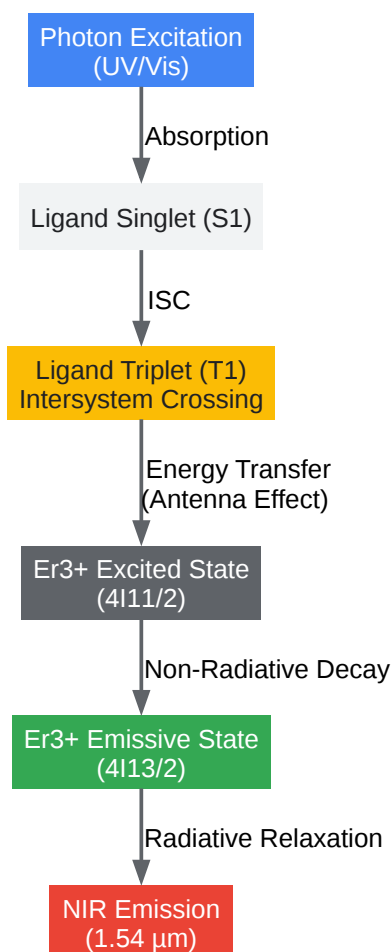 Photon Excitation
(UV/Vis)
Absorption
Ligand Singlet (S1)
ISC
Ligand Triplet (T1)
Intersystem Crossing
Energy Transfer
(Antenna Effect)
Er3+ Excited State
(4I11/2)
Non-Radiative Decay
Er3+ Emissive State
(4I13/2)
Radiative Relaxation
NIR Emission
(1.54 µm)